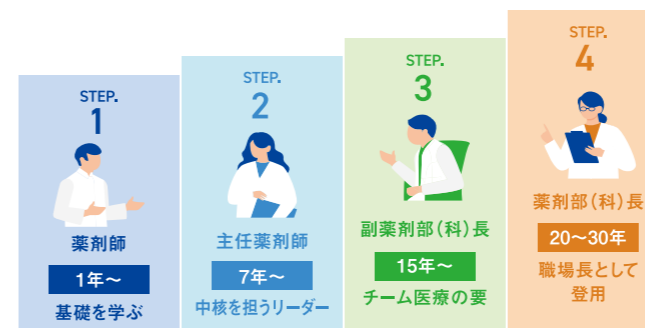 STEP.
1
薬剤師
1年〜
基礎を学ぶ
STEP.
2
主任薬剤師
7年〜
中核を担うリーダー
STEP.
3
副薬剤部（科）長
15年〜
チーム医療の要
STEP.
4
薬剤部（科）長
20〜30年
職場長として
登用